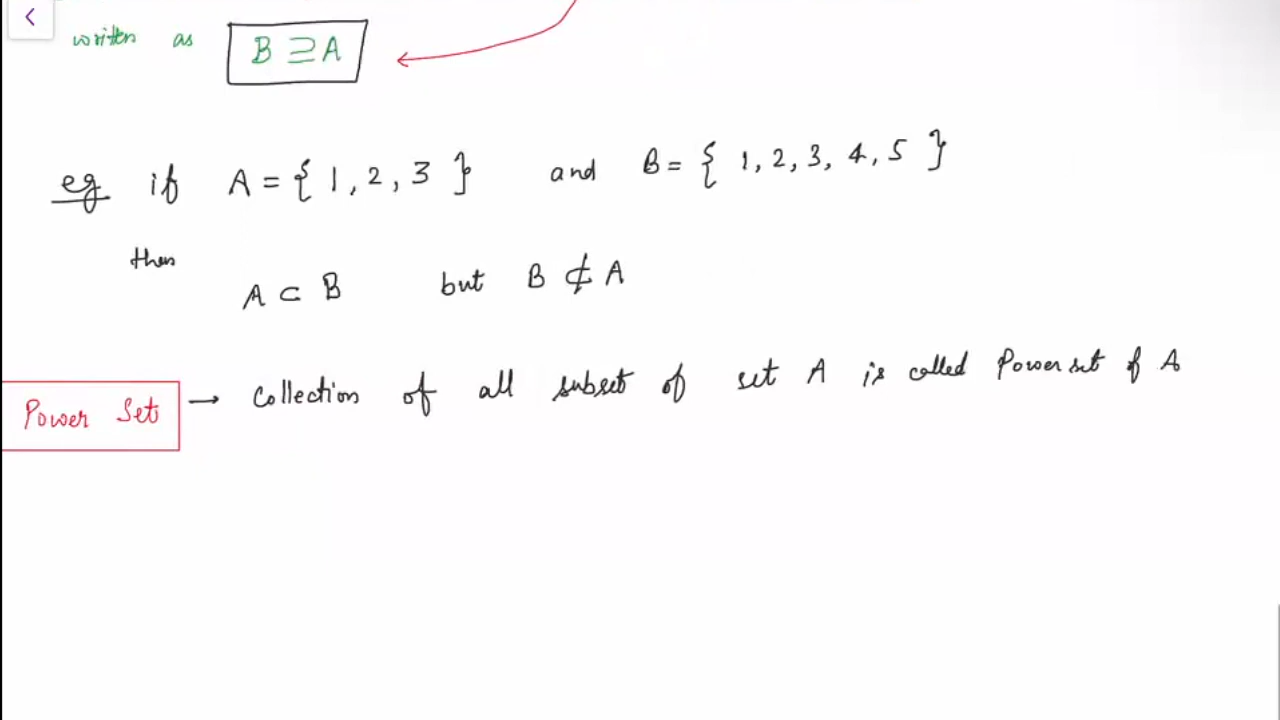 written as B ⊇ A
eg if A = { 1, 2, 3 } and B = { 1, 2, 3, 4, 5 }
then
A ⊂ B but B ⊄ A
Power Set → Collection of all subset of set A is called Power set of A